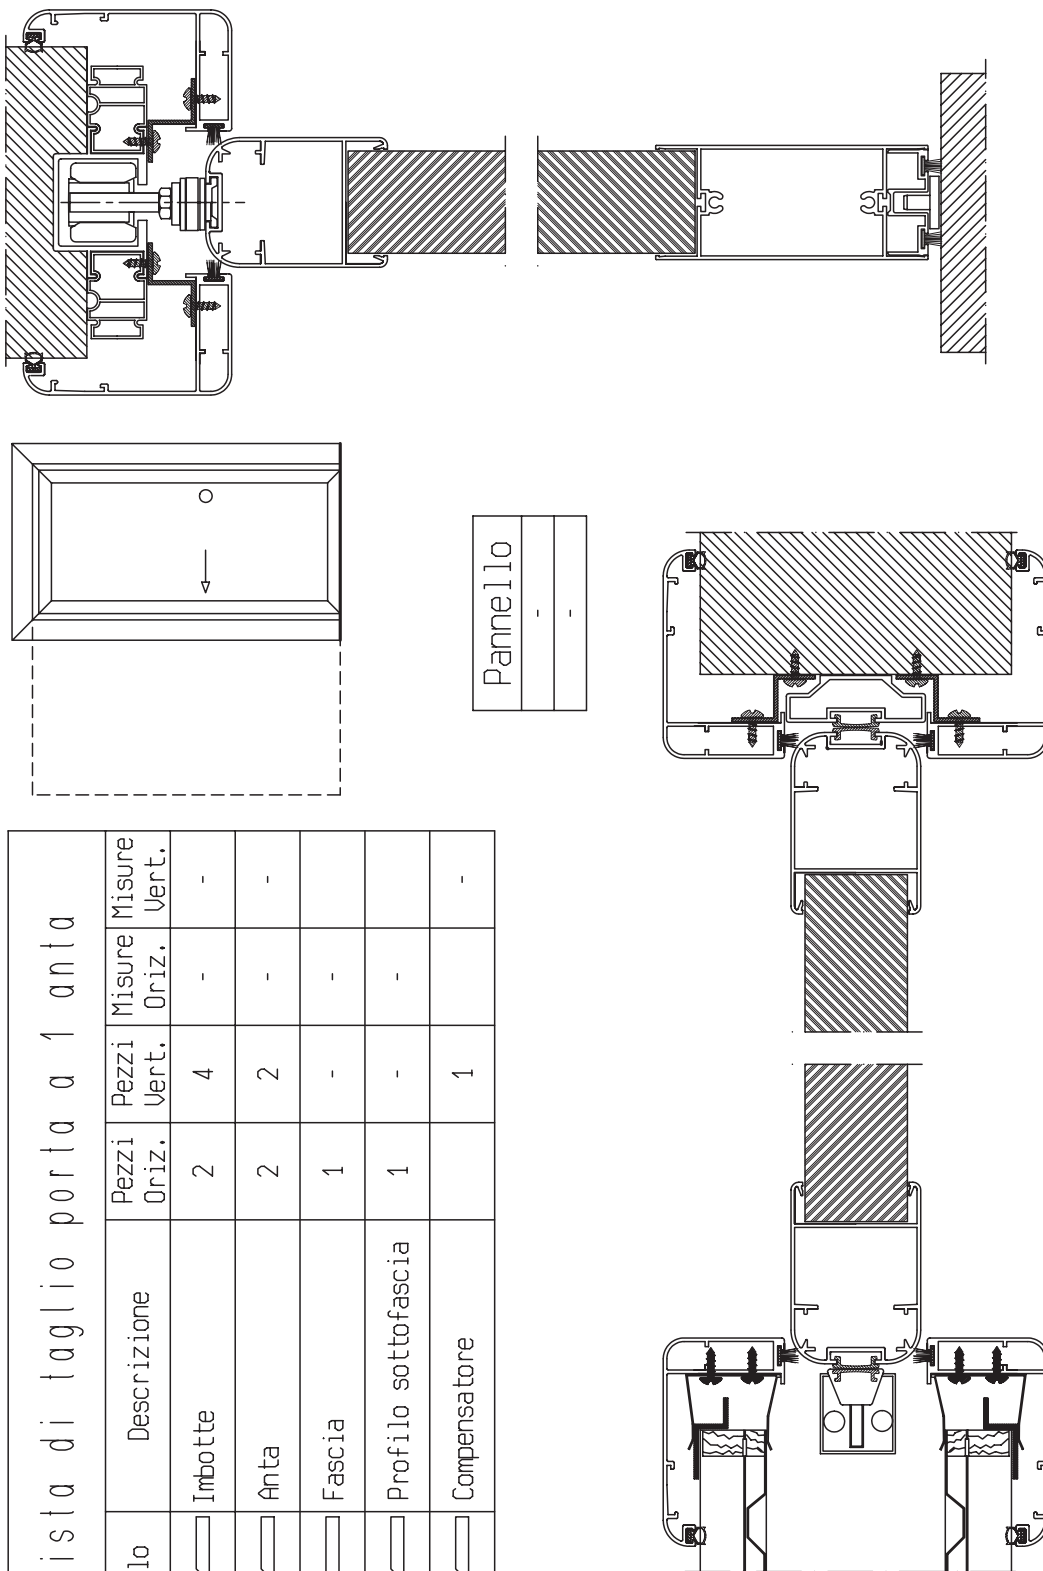 ista di taglio porta a 1 anta
lo
Descrizione
Pezzi Oriz.
Pezzi Vert.
Misure Oriz.
Misure Vert.
Imbotte 2 4 - -
Anta 2 2 - -
Fascia 1 - -
Profilo sottofascia 1 - -
Compensatore 1 -
Pannello
-
-